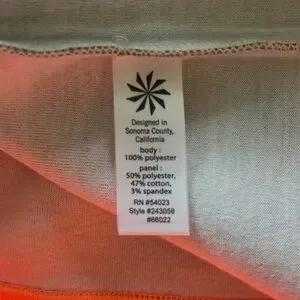 Designed in
Sonoma County,
California
body :
100% polyester
panel :
50% polyester,
47% cotton,
3% spandex
RN #54023
Style #243058
#66022